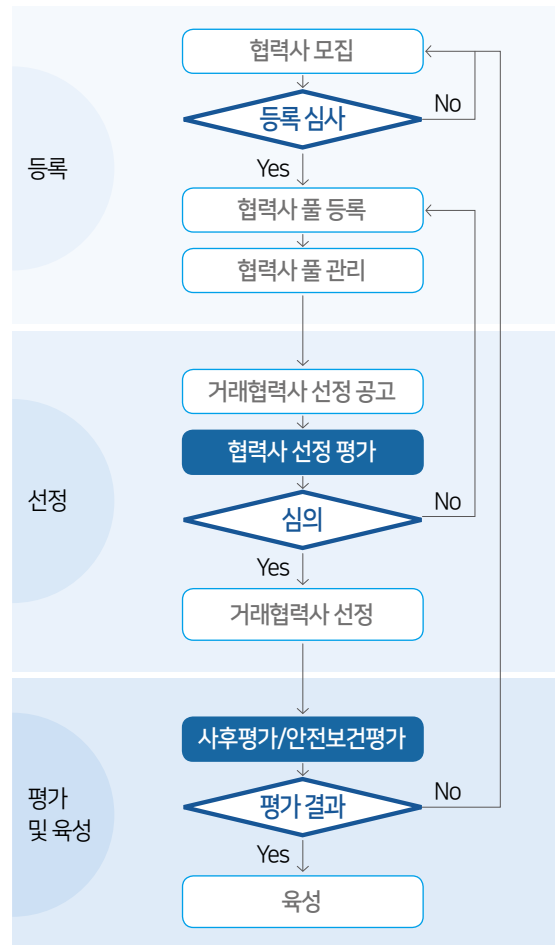 협력사 모집
등록 심사
No
Yes
등록
협력사 풀 등록
협력사 풀 관리
거래협력사 선정 공고
협력사 선정 평가
선정
심의
No
Yes
거래협력사 선정
사후평가/안전보건평가
평가
및 육성
평가 결과
No
Yes
육성